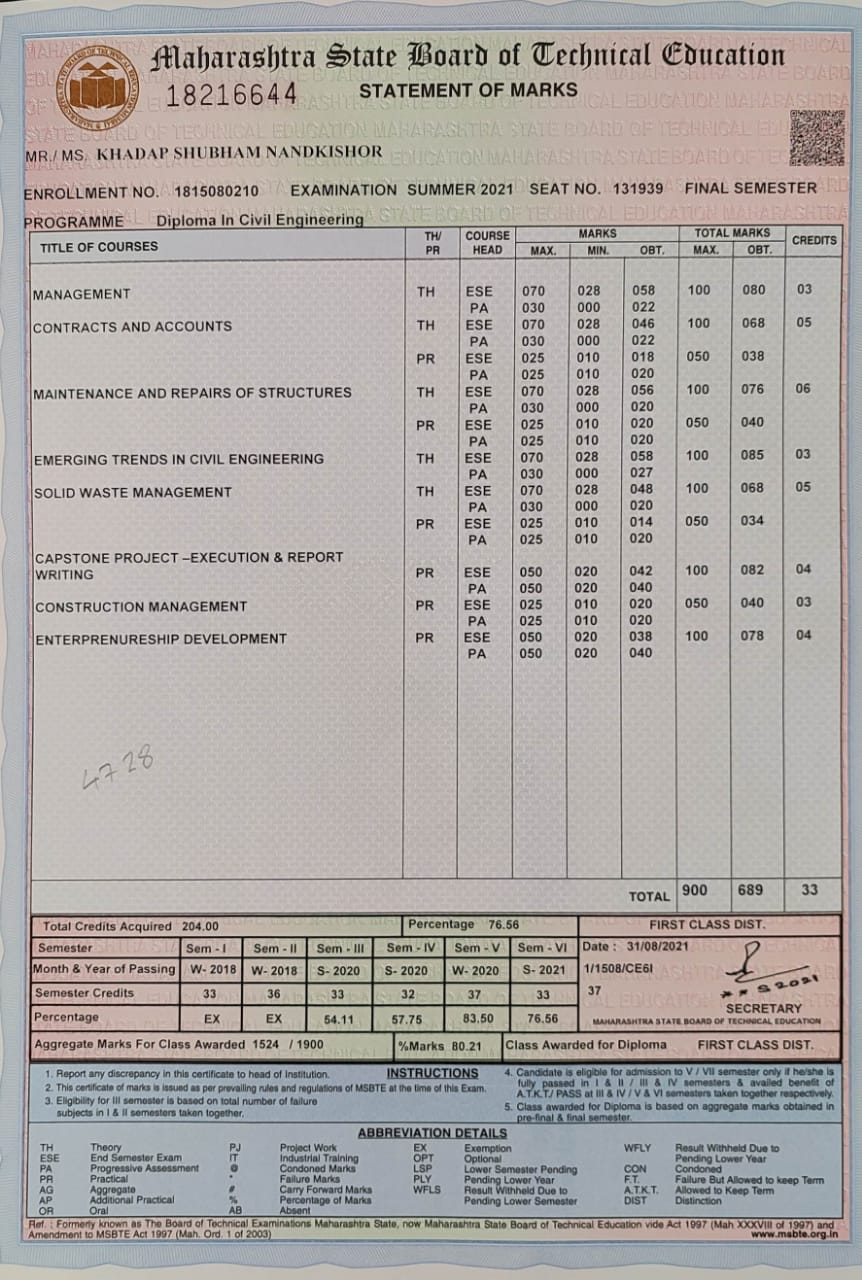 Maharashtra State Board of Technical Education
18216644 STATEMENT OF MARKS
MR./ MS. KHADAP SHUBHAM NANDKISHOR
ENROLLMENT NO. 1815080210 EXAMINATION SUMMER 2021 SEAT NO. 131939 FINAL SEMESTER
PROGRAMME Diploma In Civil Engineering
TITLE OF COURSES TH/ PR COURSE HEAD MARKS MAX. MIN. OBT. TOTAL MARKS MAX. OBT. CREDITS
MANAGEMENT TH ESE 070 028 058 100 080 03
PA 030 000 022
CONTRACTS AND ACCOUNTS TH ESE 070 028 046 100 068 05
PA 030 000 022
PR ESE 025 010 018 050 038
PA 025 010 020
MAINTENANCE AND REPAIRS OF STRUCTURES TH ESE 070 028 056 100 076 06
PA 030 000 020
PR ESE 025 010 020 050 040
PA 025 010 020
EMERGING TRENDS IN CIVIL ENGINEERING TH ESE 070 028 058 100 085 03
PA 030 000 027
SOLID WASTE MANAGEMENT TH ESE 070 028 048 100 068 05
PA 030 000 020
PR ESE 025 010 014 050 034
PA 025 010 020
CAPSTONE PROJECT –EXECUTION & REPORT
WRITING PR ESE 050 020 042 100 082 04
PA 050 020 040
CONSTRUCTION MANAGEMENT PR ESE 025 010 020 050 040 03
PA 025 010 020
ENTERPRENURESHIP DEVELOPMENT PR ESE 050 020 038 100 078 04
PA 050 020 040
4728
TOTAL 900 689 33
Total Credits Acquired 204.00 Percentage 76.56 FIRST CLASS DIST.
Semester Sem - I Sem - II Sem - III Sem - IV Sem - V Sem - VI Date : 31/08/2021
Month & Year of Passing W- 2018 W- 2018 S- 2020 S- 2020 W- 2020 S- 2021 1/1508/CE6I
Semester Credits 33 36 33 32 37 33 37
** S 2021
SECRETARY
Percentage EX EX 54.11 57.75 83.50 76.56 MAHARASHTRA STATE BOARD OF TECHNICAL EDUCATION
Aggregate Marks For Class Awarded 1524 / 1900 %Marks 80.21 Class Awarded for Diploma FIRST CLASS DIST.
INSTRUCTIONS
1. Report any discrepancy in this certificate to head of Institution.
2. This certificate of marks is issued as per prevailing rules and regulations of MSBTE at the time of this Exam.
3. Eligibility for III semester is based on total number of failure
subjects in I & II semesters taken together.
4. Candidate is eligible for admission to V / VII semester only if he/she is
fully passed in I & II / III & IV semesters & availed benefit of
A.T.K.T./ PASS at III & IV / V & VI semesters taken together respectively.
5. Class awarded for Diploma is based on aggregate marks obtained in
pre-final & final semester.
ABBREVIATION DETAILS
TH Theory PJ Project Work EX Exemption WFLY Result Withheld Due to
ESE End Semester Exam IT Industrial Training OPT Optional Pending Lower Year
PA Progressive Assessment @ Condoned Marks LSP Lower Semester Pending CON Condoned
PR Practical * Failure Marks PLY Pending Lower Year F.T. Failure But Allowed to keep Term
AG Aggregate # Carry Forward Marks WFLS Result Withheld Due to A.T.K.T. Allowed to Keep Term
AP Additional Practical % Percentage of Marks Pending Lower Semester DIST Distinction
OR Oral AB Absent
Ref. : Formerly known as The Board of Technical Examinations Maharashtra State, now Maharashtra State Board of Technical Education vide Act 1997 (Mah XXXVIII of 1997) and
Amendment to MSBTE Act 1997 (Mah. Ord. 1 of 2003) www.msbte.org.in